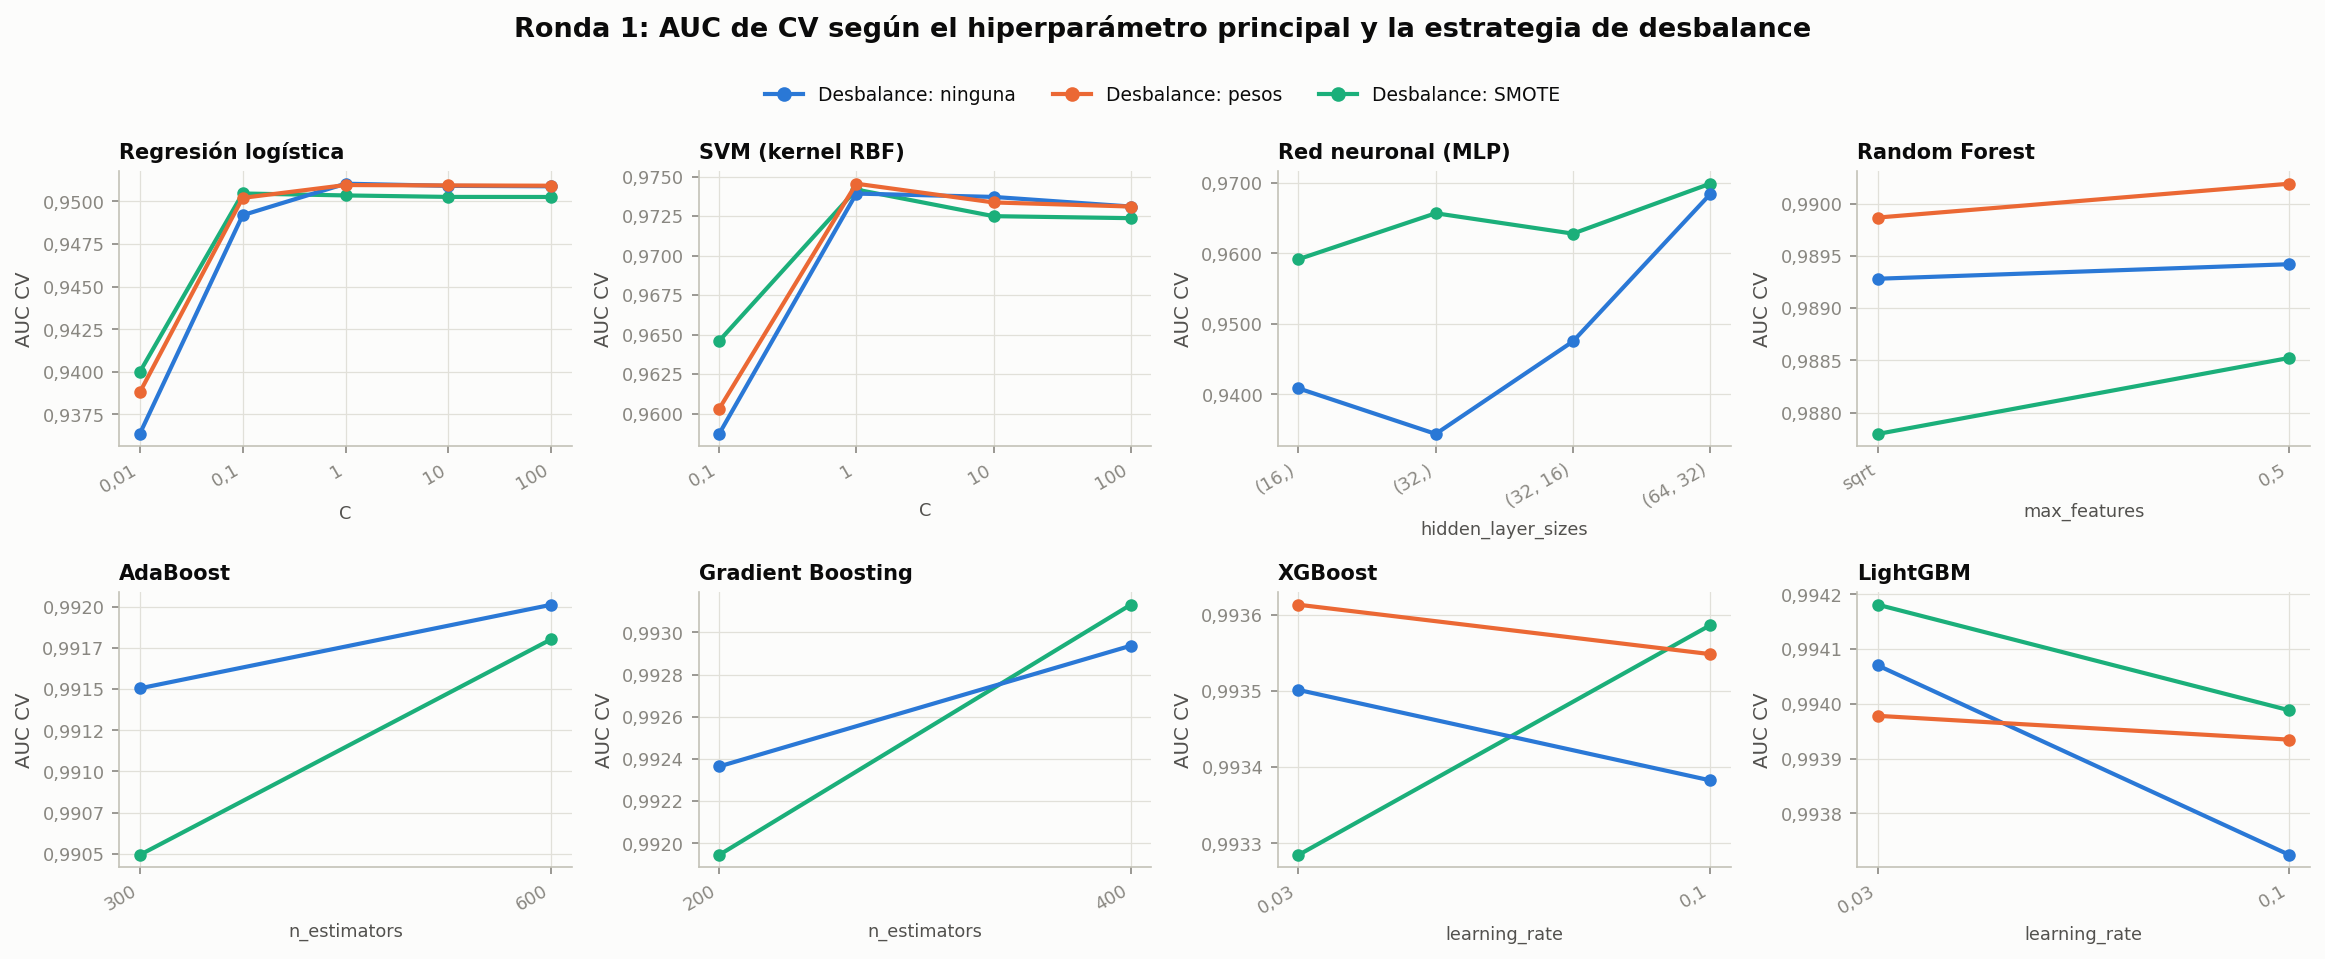 Ronda 1: AUC de CV según el hiperparámetro principal y la estrategia de desbalance
Desbalance: ninguna
Desbalance: pesos
Desbalance: SMOTE
Regresión logística
AUC CV
0,9500
0,9475
0,9450
0,9425
0,9400
0,9375
0,01
0,1
1
10
100
C
SVM (kernel RBF)
AUC CV
0,9750
0,9725
0,9700
0,9675
0,9650
0,9625
0,9600
0,1
1
10
100
C
Red neuronal (MLP)
AUC CV
0,9700
0,9600
0,9500
0,9400
(16,)
(32,)
(32, 16)
(64, 32)
hidden_layer_sizes
Random Forest
AUC CV
0,9900
0,9895
0,9890
0,9885
0,9880
sqrt
0,5
max_features
AdaBoost
AUC CV
0,9920
0,9917
0,9915
0,9912
0,9910
0,9907
0,9905
300
600
n_estimators
Gradient Boosting
AUC CV
0,9930
0,9928
0,9926
0,9924
0,9922
0,9920
200
400
n_estimators
XGBoost
AUC CV
0,9936
0,9935
0,9934
0,9933
0,03
0,1
learning_rate
LightGBM
AUC CV
0,9942
0,9941
0,9940
0,9939
0,9938
0,03
0,1
learning_rate